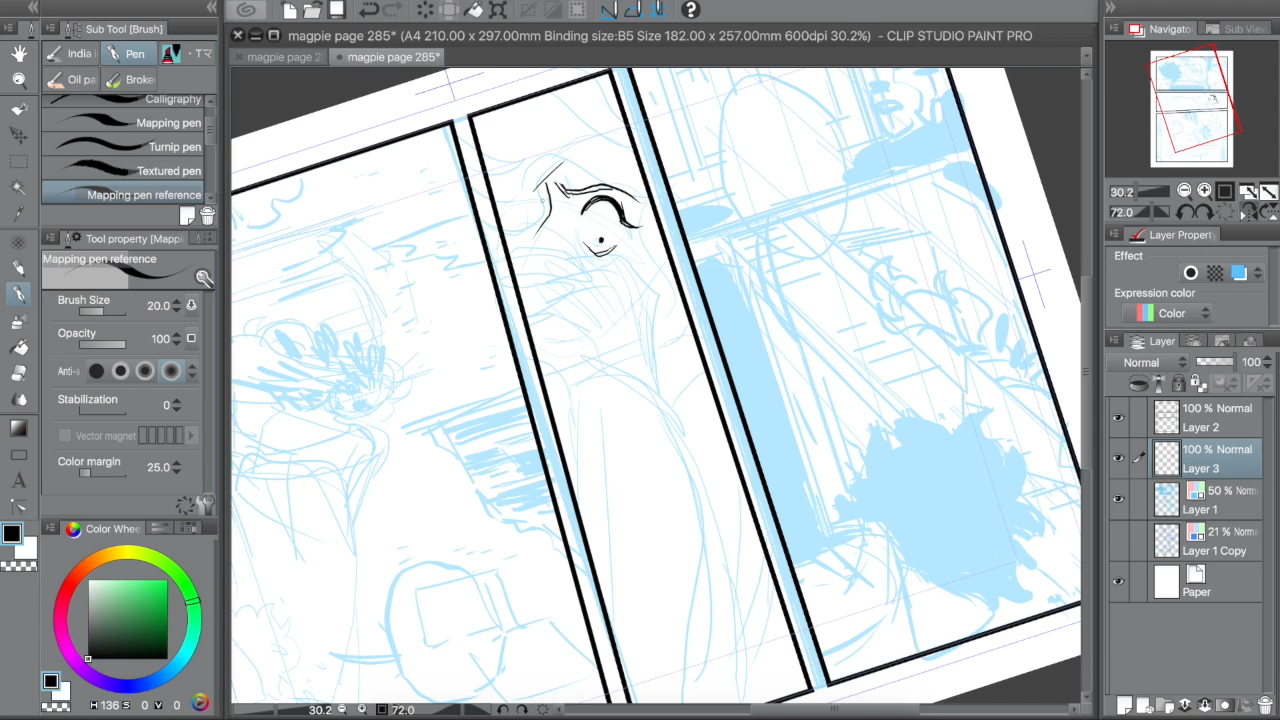 Sub Tool [Brush]
magpie page 285* (A4 210.00 x 297.00mm Binding size:B5 Size 182.00 x 257.00mm 600dpi 30.2%) - CLIP STUDIO PAINT PRO
Navigator
Sub View
India
Pen
magpie page 2
magpie page 285*
Oil pa
Broke
Calligraphy
Mapping pen
Turnip pen
Textured pen
Mapping pen reference
30.2
72.0
Tool property [Mappi
Mapping pen reference
Layer Property
Effect
Brush Size
20.0
Expression color
Color
Opacity
100
Layer
Anti-a
Normal
100
Stabilization
0
100 % Normal
Layer 2
Vector magnet
100 % Normal
Layer 3
Color margin
25.0
50 % Norm
Layer 1
Color Whee
21 % Norma
Layer 1 Copy
Paper
H 136 S 0 V 0
30.2
72.0